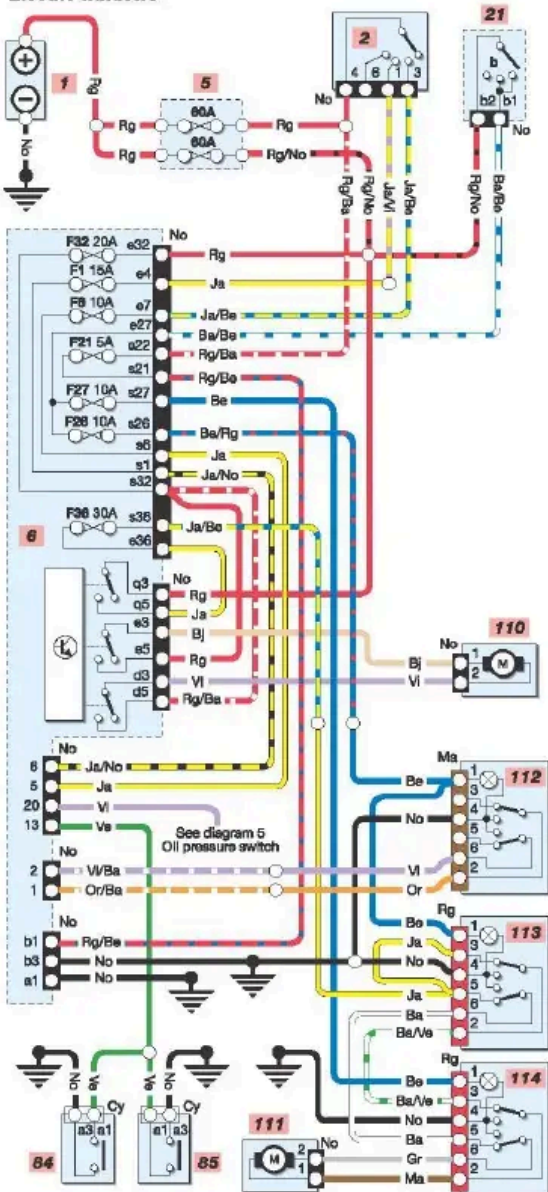 1
2
5
21
4 6 1 3
b
b2 b1
No
No
Rg
Rg
60A
Rg
Rg
60A
Rg/No
No
Rg/Ba
Rg/No
Ja/Vi
Ja/Be
Rg/No
Ba/Be
No
F32 20A
e32
Rg
F1 15A
e4
Ja
e7
Ja/Be
e27
Ba/Be
F21 5A
Rg/Ba
s21
Rg/Be
F27 10A
s27
Be
s26
Be/Rg
s6
Ja
s1
Ja/No
s32
F36 30A
Ja/Be
e36
6
No
q3
Rg
q5
Ja
e3
Bj
e5
Rg
d3
Vi
d5
Rg/Ba
No
110
Bj
1
M
Vi
2
No
6
Ja/No
5
Ja
20
Vi
13
Ve
See diagram 5
Oil pressure switch
No
2
Vi/Ba
1
Or/Ba
No
b1
Rg/Be
b3
No
a1
No
Ma
112
Be
1
3
No
4
5
6
Vi
2
Or
Rg
113
Be
1
Ja
3
No
4
5
Ja
6
Ba
2
Ba/Ve
Rg
114
Be
1
Ba/Ve
3
No
4
Ba
5
Gr
6
Ma
2
111
No
M
2
1
No
Ve
Ve
No
Cy
Cy
a3 a1
a1 a3
84
85